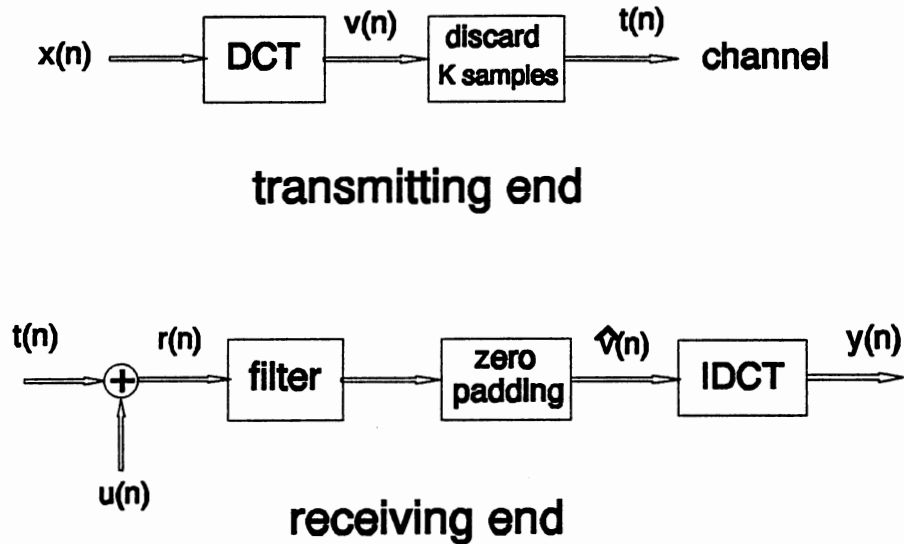 x(n) DCT v(n) discard K samples t(n) channel
transmitting end
t(n) + r(n) filter zero padding v̂(n) IDCT y(n)
u(n)
receiving end